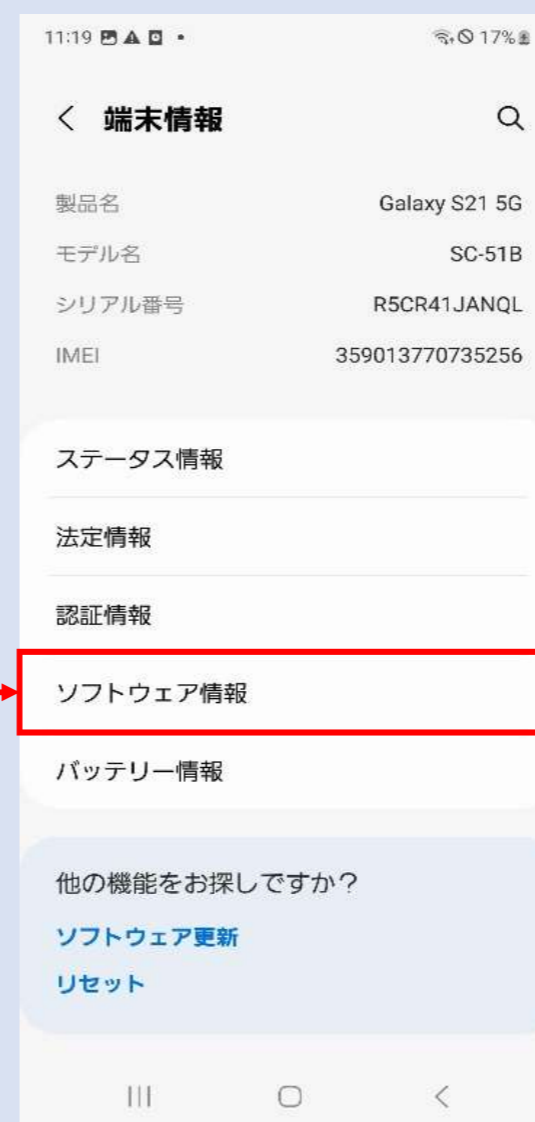 11:19
17%
端末情報
製品名 Galaxy S21 5G
モデル名 SC-51B
シリアル番号 R5CR41JANQL
IMEI 359013770735256
ステータス情報
法定情報
認証情報
ソフトウェア情報
バッテリー情報
他の機能をお探しですか？
ソフトウェア更新
リセット